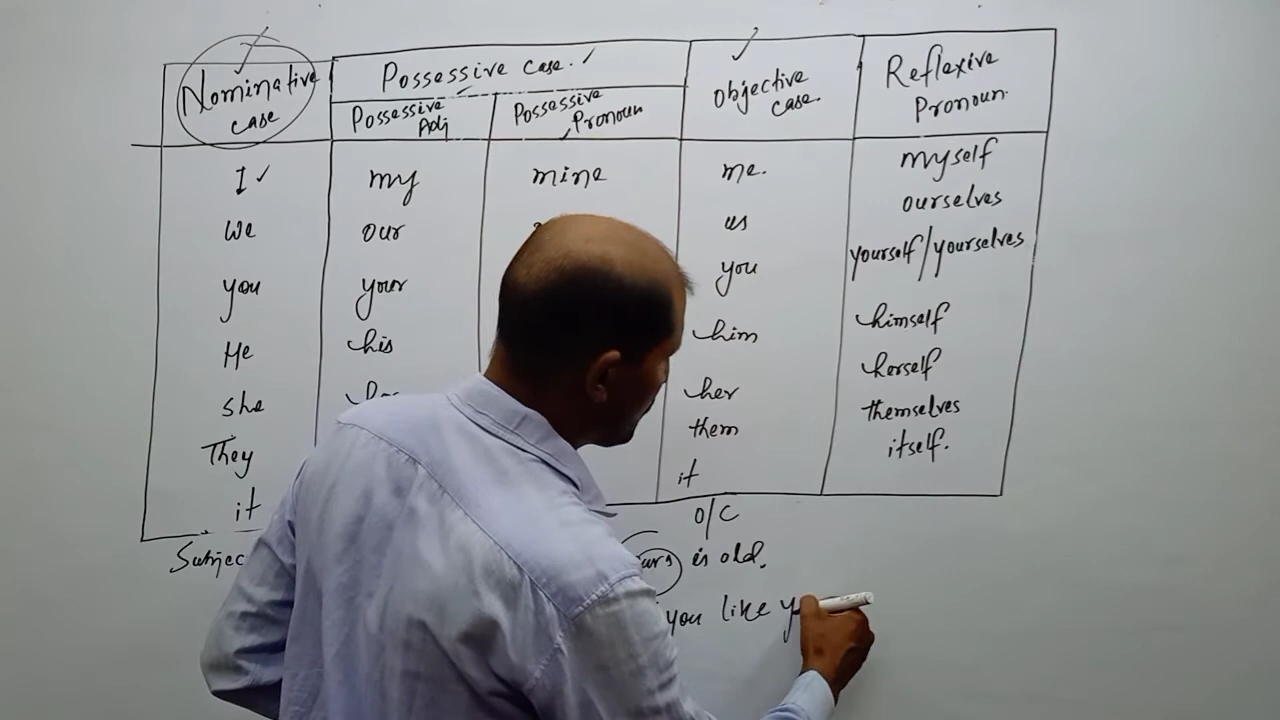 Nominative case
Possessive case.
Possessive Adj
Possessive Pronoun
Objective case.
Reflexive Pronoun.
I my mine me. myself
We our us ourselves
you your you yourself/yourselves
He his him himself
she her herself
They them themselves
it it itself.
O/C
is old.
you like